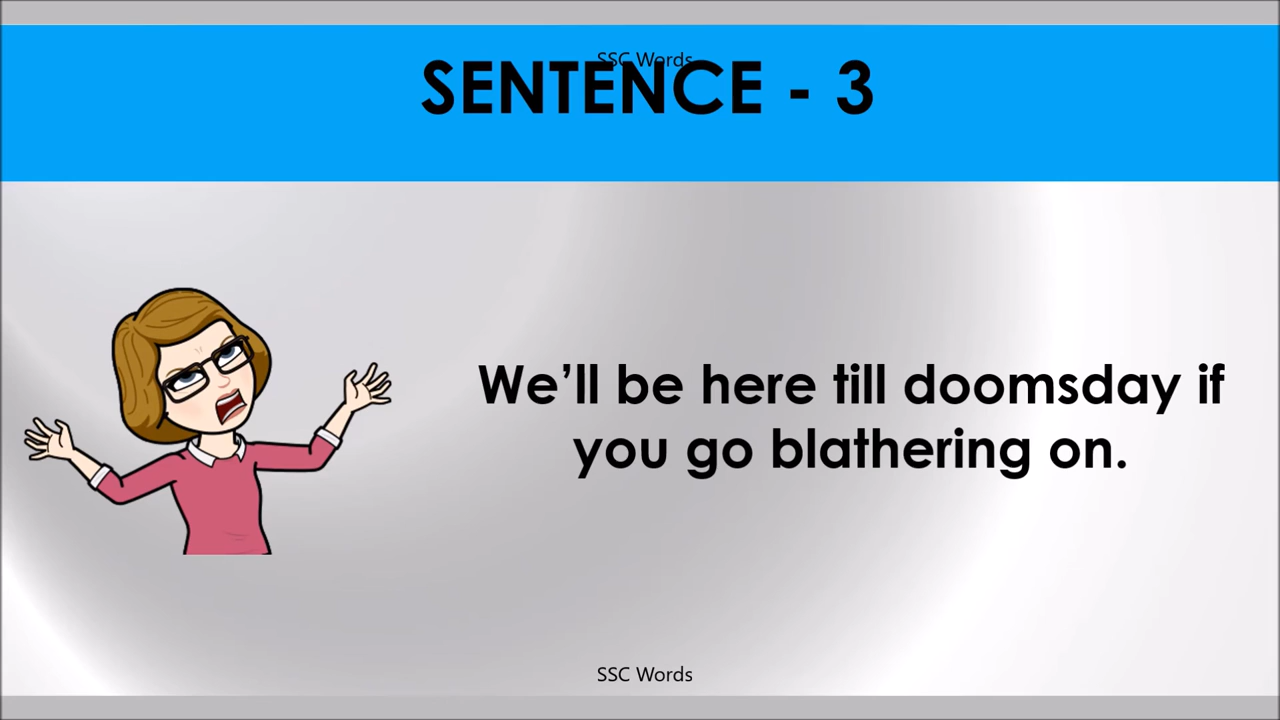 SSC Words
SENTENCE - 3
We'll be here till doomsday if
you go blathering on.
SSC Words